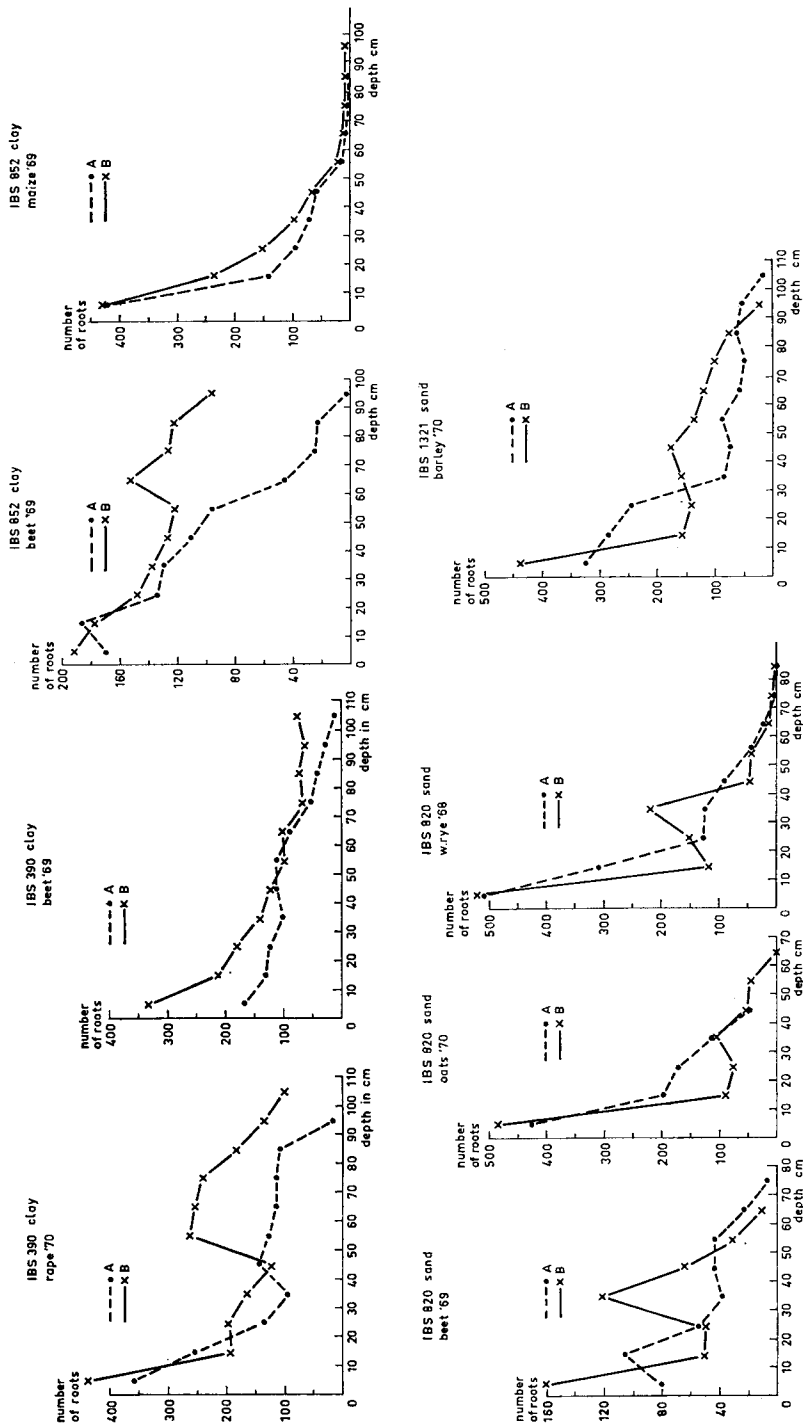 IBS 390 clay
rape '70
number
of roots
A
B
400
300
200
100
0 10 20 30 40 50 60 70 80 90 100 110
depth in cm
IBS 390 clay
beet '69
number
of roots
A
B
400
300
200
100
0 10 20 30 40 50 60 70 80 90 100 110
depth in cm
IBS 852 clay
beet '69
number
of roots
A
B
200
160
120
80
40
0 10 20 30 40 50 60 70 80 90 100
depth cm
IBS 852 clay
maize '69
number
of roots
A
B
400
300
200
100
0 10 20 30 40 50 60 70 80 90 100
depth cm
IBS 820 sand
beet '69
number
of roots
A
B
160
120
80
40
0 10 20 30 40 50 60 70 80
depth cm
IBS 820 sand
oats '70
number
of roots
A
B
500
400
300
200
100
0 10 20 30 40 50 60 70
depth cm
IBS 820 sand
w.rye '68
number
of roots
A
B
500
400
300
200
100
0 10 20 30 40 50 60 70 80
depth cm
IBS 1321 sand
barley '70
number
of roots
A
B
500
400
300
200
100
0 10 20 30 40 50 60 70 80 90 100 110
depth cm